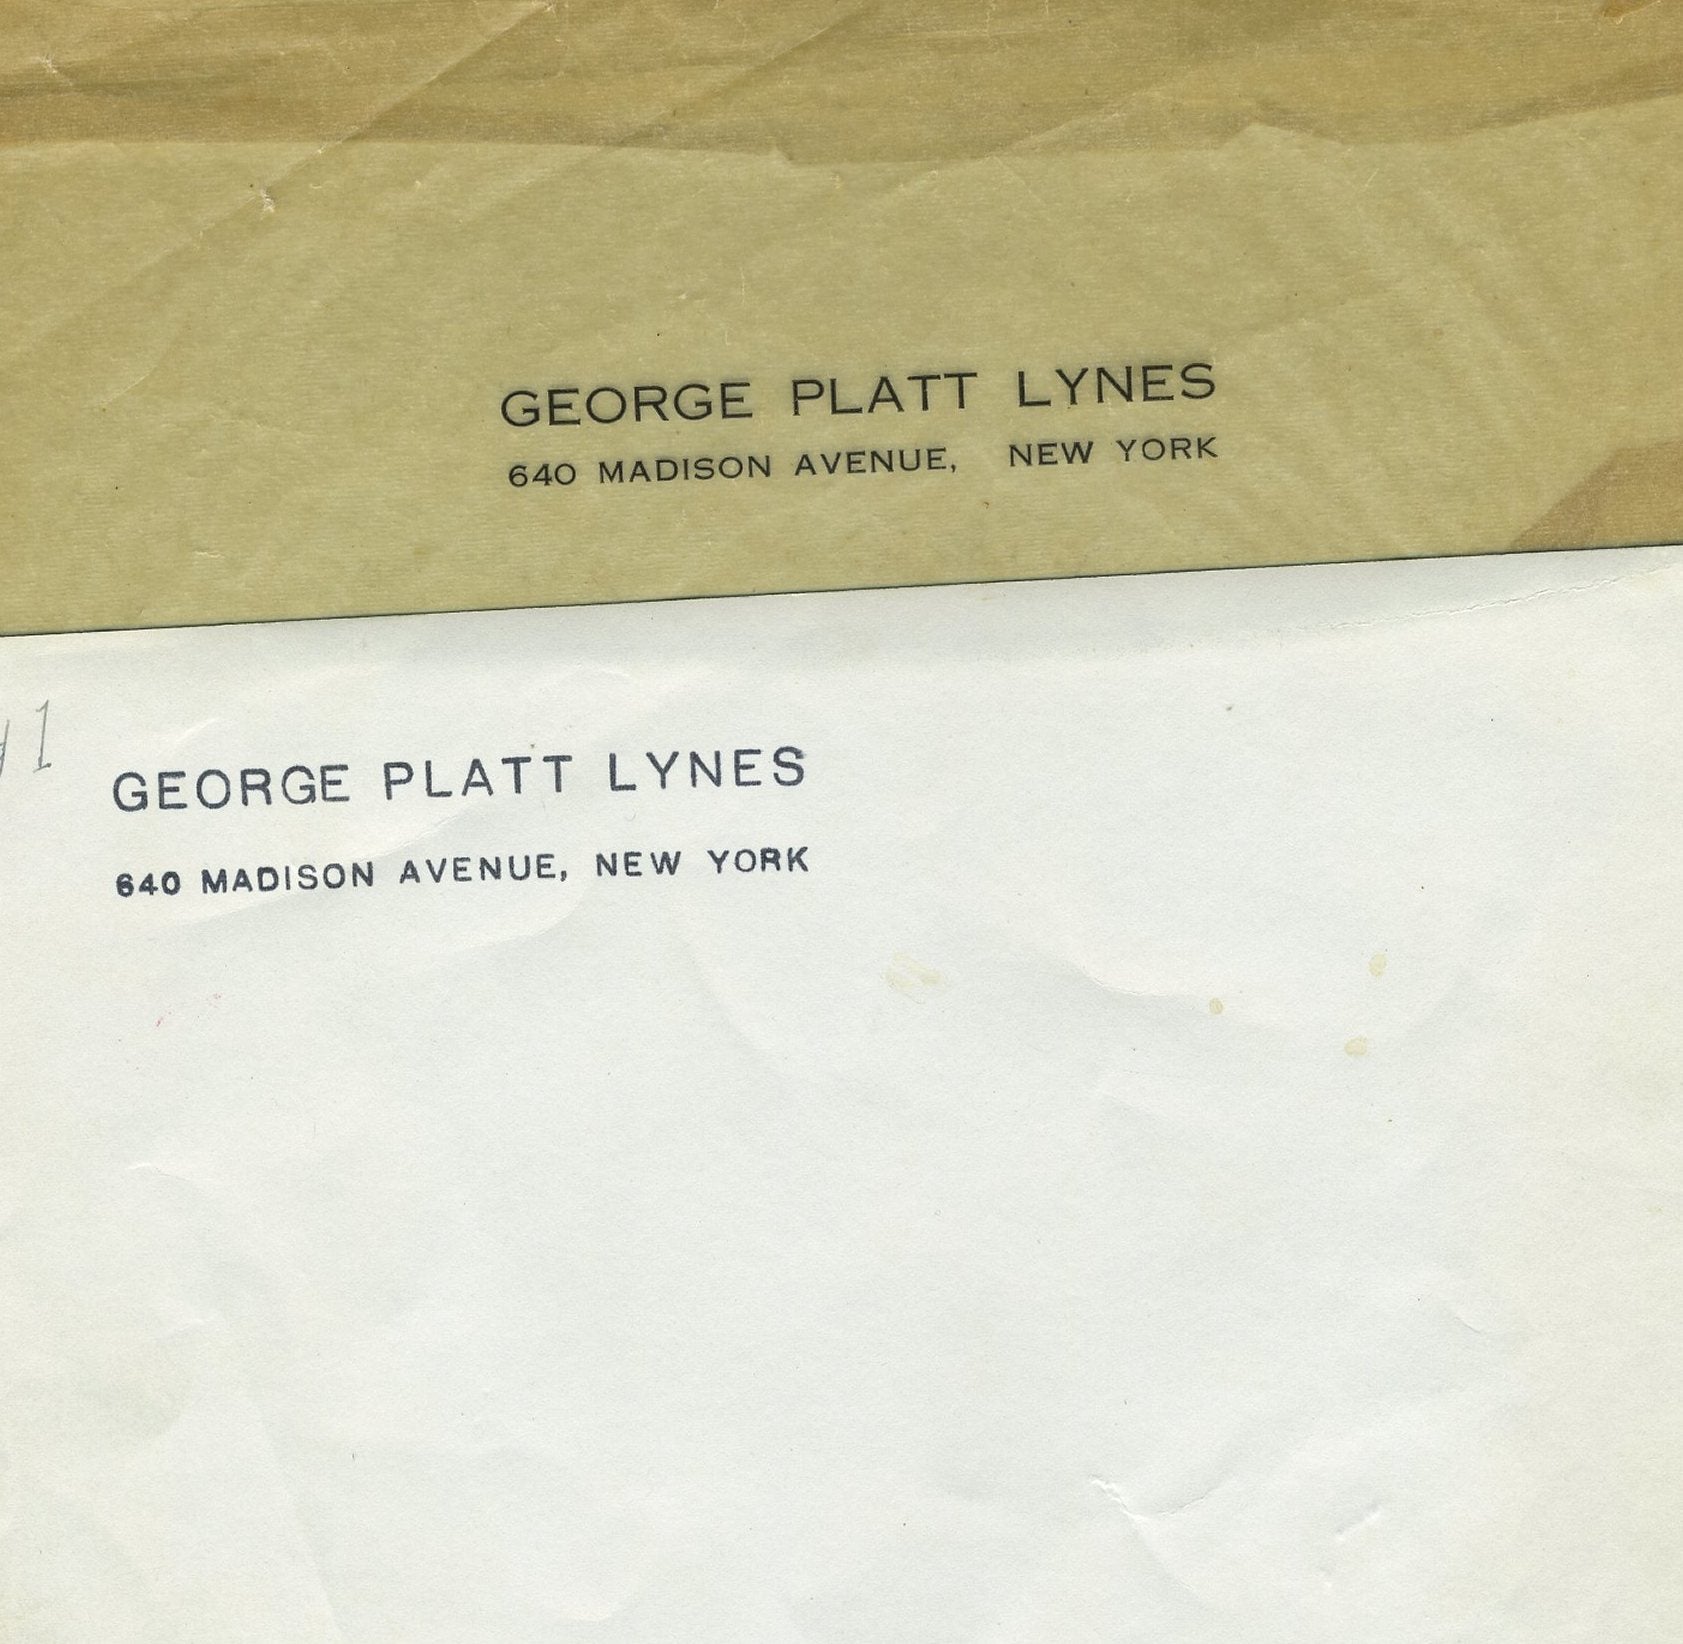 GEORGE PLATT LYNES
640 MADISON AVENUE, NEW YORK
GEORGE PLATT LYNES
640 MADISON AVENUE, NEW YORK